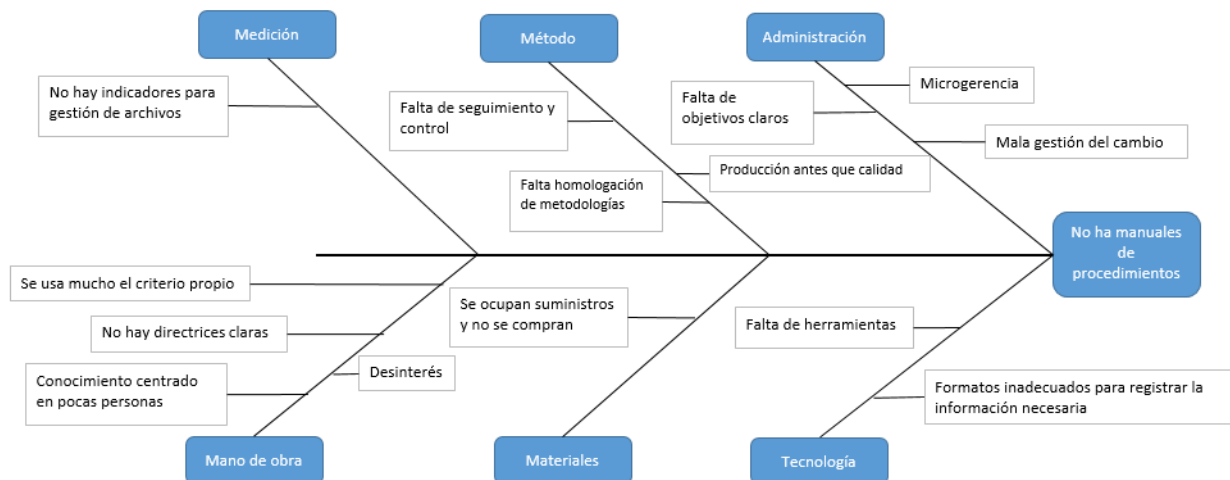 Medición
Método
Administración
No hay indicadores para
gestión de archivos
Falta de seguimiento y
control
Falta de
objetivos claros
Microgerencia
Mala gestión del cambio
Producción antes que calidad
Falta homologación
de metodologías
No ha manuales
de
procedimientos
Se usa mucho el criterio propio
No hay directrices claras
Desinterés
Conocimiento centrado
en pocas personas
Se ocupan suministros
y no se compran
Falta de herramientas
Formatos inadecuados para registrar la
información necesaria
Mano de obra
Materiales
Tecnología